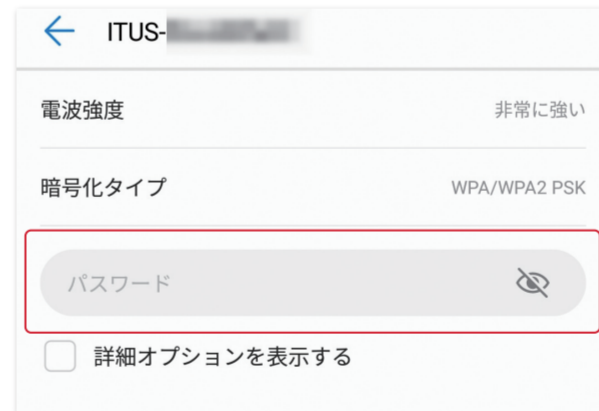 ITUS-
電波強度 非常に強い
暗号化タイプ WPA/WPA2 PSK
パスワード
詳細オプションを表示する